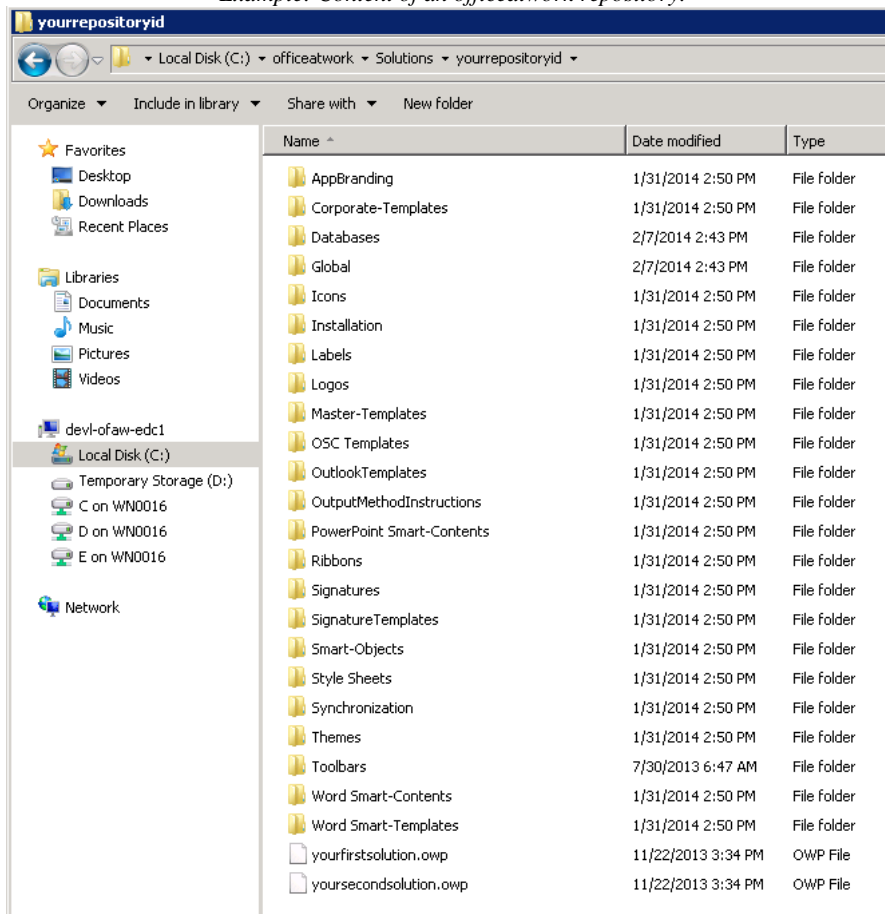 Example: Content of an officeatwork repository.
yourrepositoryid
Local Disk (C:) officeatwork Solutions yourrepositoryid
Organize Include in library Share with New folder
Favorites
Desktop
Downloads
Recent Places
Libraries
Documents
Music
Pictures
Videos
devl-ofaw-edc1
Local Disk (C:)
Temporary Storage (D:)
C on WN0016
D on WN0016
E on WN0016
Network
Name Date modified Type
AppBranding 1/31/2014 2:50 PM File folder
Corporate-Templates 1/31/2014 2:50 PM File folder
Databases 2/7/2014 2:43 PM File folder
Global 2/7/2014 2:43 PM File folder
Icons 1/31/2014 2:50 PM File folder
Installation 1/31/2014 2:50 PM File folder
Labels 1/31/2014 2:50 PM File folder
Logos 1/31/2014 2:50 PM File folder
Master-Templates 1/31/2014 2:50 PM File folder
OSC Templates 1/31/2014 2:50 PM File folder
OutlookTemplates 1/31/2014 2:50 PM File folder
OutputMethodInstructions 1/31/2014 2:50 PM File folder
PowerPoint Smart-Contents 1/31/2014 2:50 PM File folder
Ribbons 1/31/2014 2:50 PM File folder
Signatures 1/31/2014 2:50 PM File folder
SignatureTemplates 1/31/2014 2:50 PM File folder
Smart-Objects 1/31/2014 2:50 PM File folder
Style Sheets 1/31/2014 2:50 PM File folder
Synchronization 1/31/2014 2:50 PM File folder
Themes 1/31/2014 2:50 PM File folder
Toolbars 7/30/2013 6:47 AM File folder
Word Smart-Contents 1/31/2014 2:50 PM File folder
Word Smart-Templates 1/31/2014 2:50 PM File folder
yourfirstsolution.owp 11/22/2013 3:34 PM OWP File
yoursecondsolution.owp 11/22/2013 3:34 PM OWP File